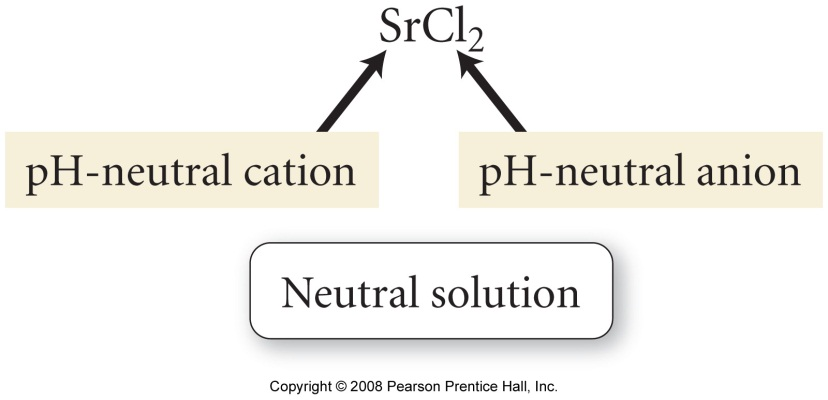 SrCl₂
pH-neutral cation
pH-neutral anion
Neutral solution
Copyright © 2008 Pearson Prentice Hall, Inc.